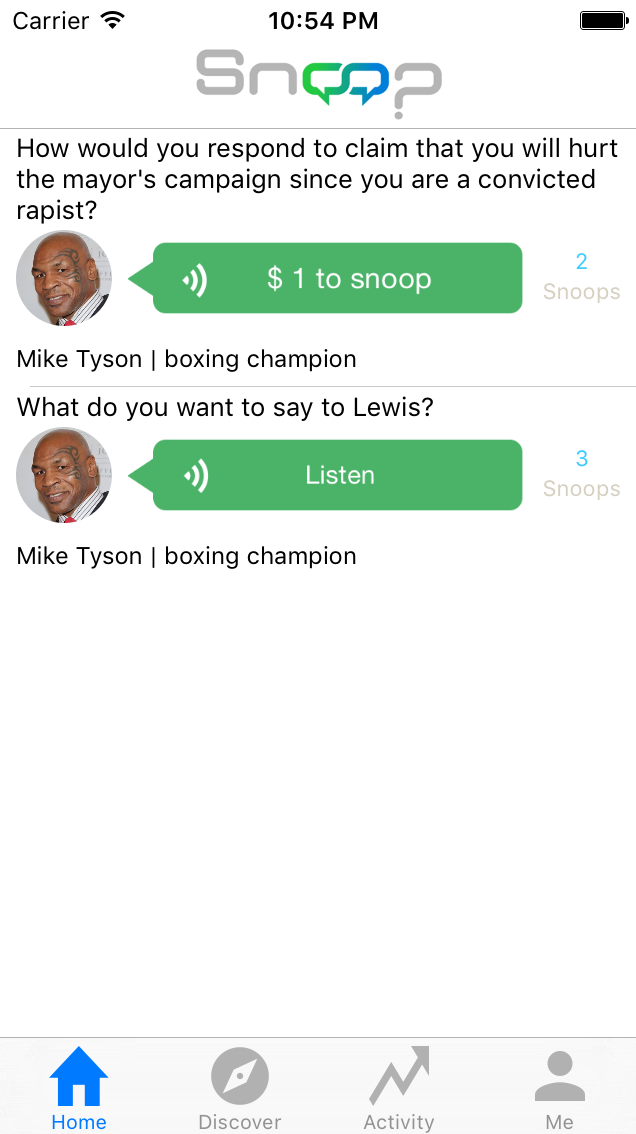 Carrier 10:54 PM
Snoop
How would you respond to claim that you will hurt
the mayor's campaign since you are a convicted
rapist?
$ 1 to snoop
2
Snoops
Mike Tyson | boxing champion
What do you want to say to Lewis?
Listen
3
Snoops
Mike Tyson | boxing champion
Home Discover Activity Me